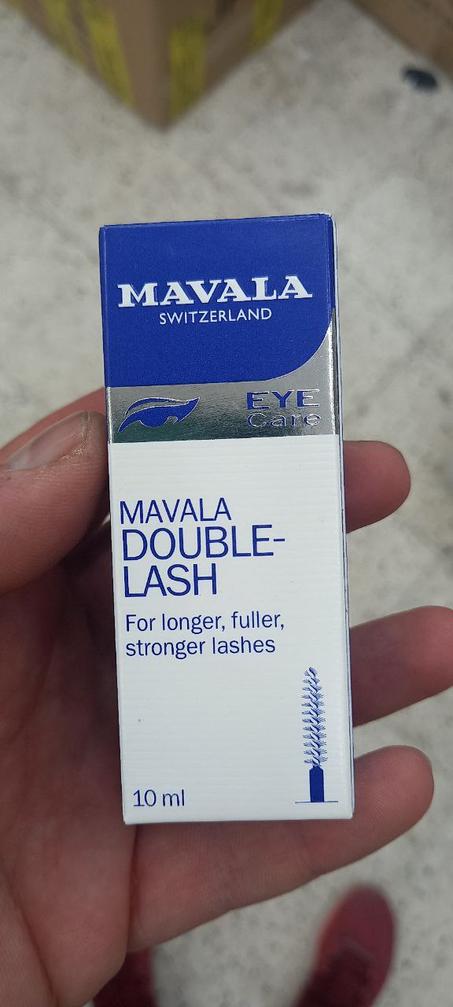 MAVALA
SWITZERLAND
EYE
Care
MAVALA
DOUBLE-
LASH
For longer, fuller,
stronger lashes
10 ml